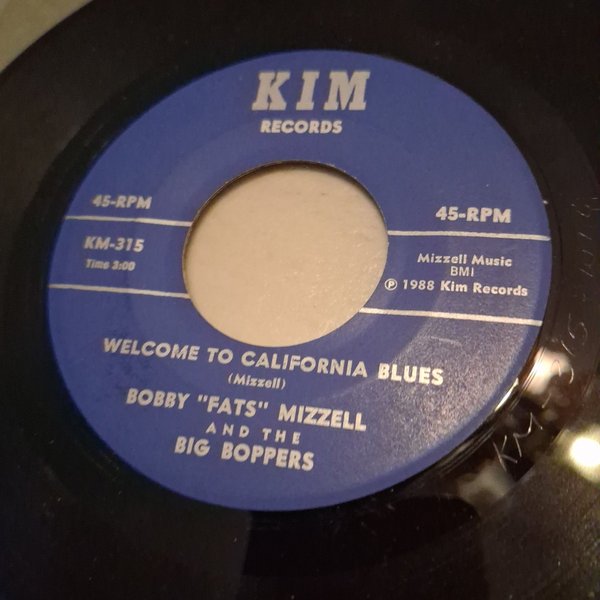 KIM
RECORDS
45-RPM
45-RPM
KM-315
Time 3:00
Mizzell Music
BMI
℗ 1988 Kim Records
WELCOME TO CALIFORNIA BLUES
(Mizzell)
BOBBY "FATS" MIZZELL
AND THE
BIG BOPPERS